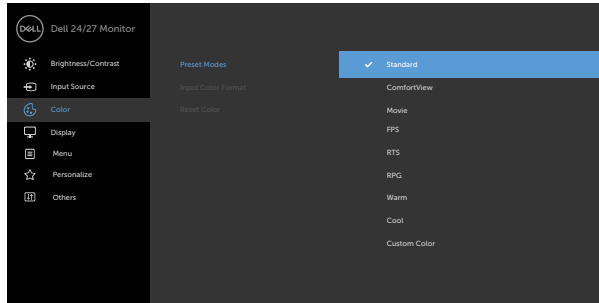 DELL Dell 24/27 Monitor
Brightness/Contrast
Input Source
Color
Display
Menu
Personalize
Others
Preset Modes
Input Color Format
Reset Color
Standard
ComfortView
Movie
FPS
RTS
RPG
Warm
Cool
Custom Color